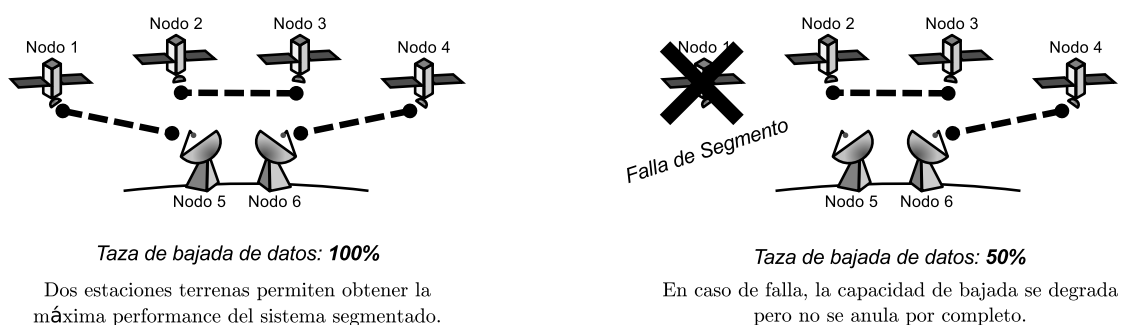 Nodo 1
Nodo 2
Nodo 3
Nodo 4
Nodo 5
Nodo 6
Taza de bajada de datos: 100%
Dos estaciones terrenas permiten obtener la
máxima performance del sistema segmentado.
Nodo 1
Nodo 2
Nodo 3
Nodo 4
Falla de Segmento
Nodo 5
Nodo 6
Taza de bajada de datos: 50%
En caso de falla, la capacidad de bajada se degrada
pero no se anula por completo.